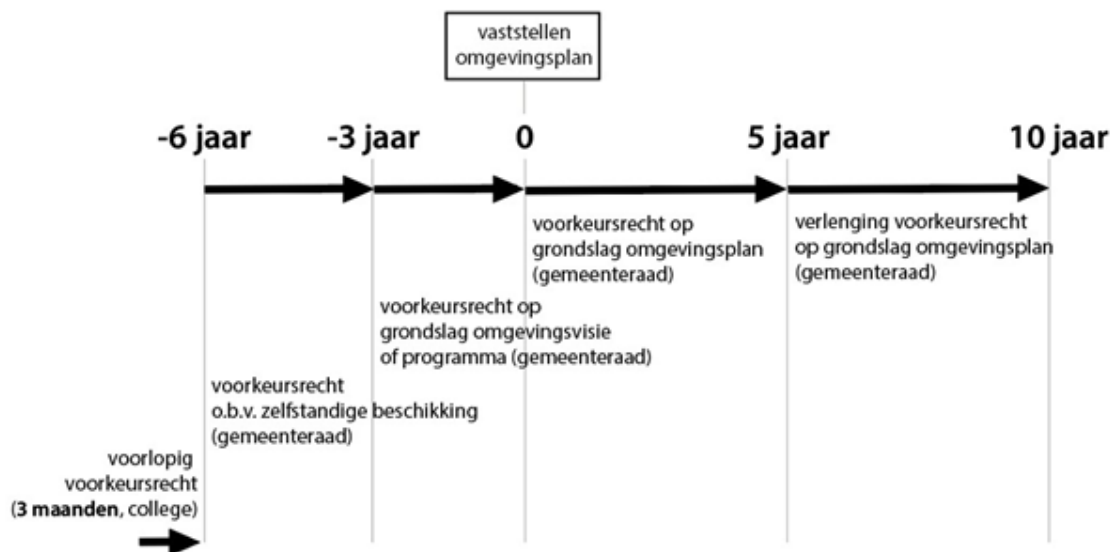 vaststellen
omgevingsplan
-6 jaar
-3 jaar
0
5 jaar
10 jaar
voorkeursrecht op
grondslag omgevingsplan
(gemeenteraad)
verlenging voorkeursrecht
op grondslag omgevingsplan
(gemeenteraad)
voorkeursrecht op
grondslag omgevingsvisie
of programma (gemeenteraad)
voorkeursrecht
o.b.v. zelfstandige beschikking
(gemeenteraad)
voorlopig
voorkeursrecht
(3 maanden, college)